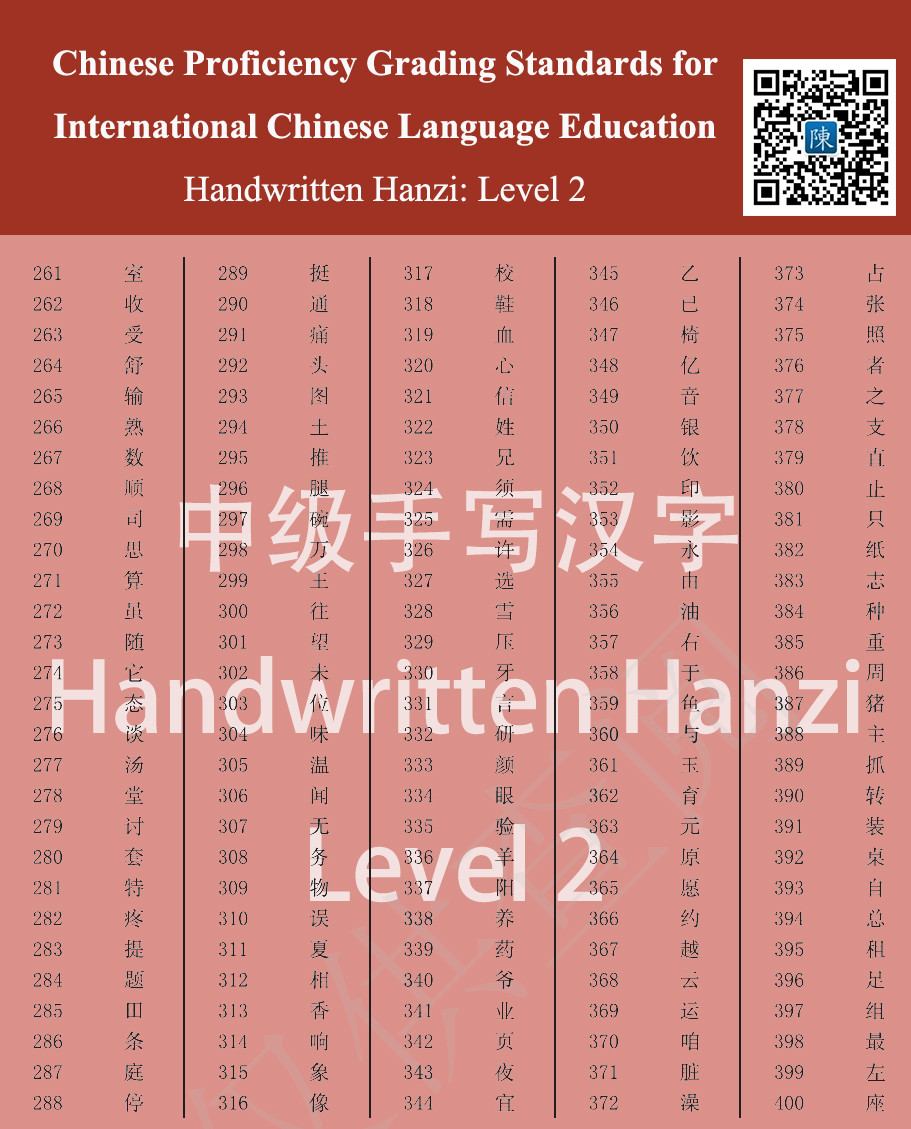 Chinese Proficiency Grading Standards for
International Chinese Language Education
Handwritten Hanzi: Level 2
陳
261 室
262 收
263 受
264 舒
265 输
266 熟
267 数
268 顺
269 司
270 思
271 算
272 虽
273 随
274 它
275 态
276 谈
277 汤
278 堂
279 讨
280 套
281 特
282 疼
283 提
284 题
285 田
286 条
287 庭
288 停
289 挺
290 通
291 痛
292 头
293 图
294 土
295 推
296 腿
297 碗
298 万
299 王
300 往
301 望
302 未
303 位
304 味
305 温
306 闻
307 无
308 务
309 物
310 误
311 夏
312 相
313 香
314 响
315 象
316 像
317 校
318 鞋
319 血
320 心
321 信
322 姓
323 兄
324 须
325 需
326 许
327 选
328 雪
329 压
330 牙
331 言
332 研
333 颜
334 眼
335 验
336 羊
337 阳
338 养
339 药
340 爷
341 业
342 页
343 夜
344 宜
345 乙
346 已
347 椅
348 亿
349 音
350 银
351 饮
352 印
353 影
354 永
355 由
356 油
357 右
358 于
359 鱼
360 与
361 玉
362 育
363 元
364 原
365 愿
366 约
367 越
368 云
369 运
370 咱
371 脏
372 澡
373 占
374 张
375 照
376 者
377 之
378 支
379 直
380 止
381 只
382 纸
383 志
384 种
385 重
386 周
387 猪
388 主
389 抓
390 转
391 装
392 桌
393 自
394 总
395 租
396 足
397 组
398 最
399 左
400 座
中级手写汉字
Handwritten Hanzi
Level 2